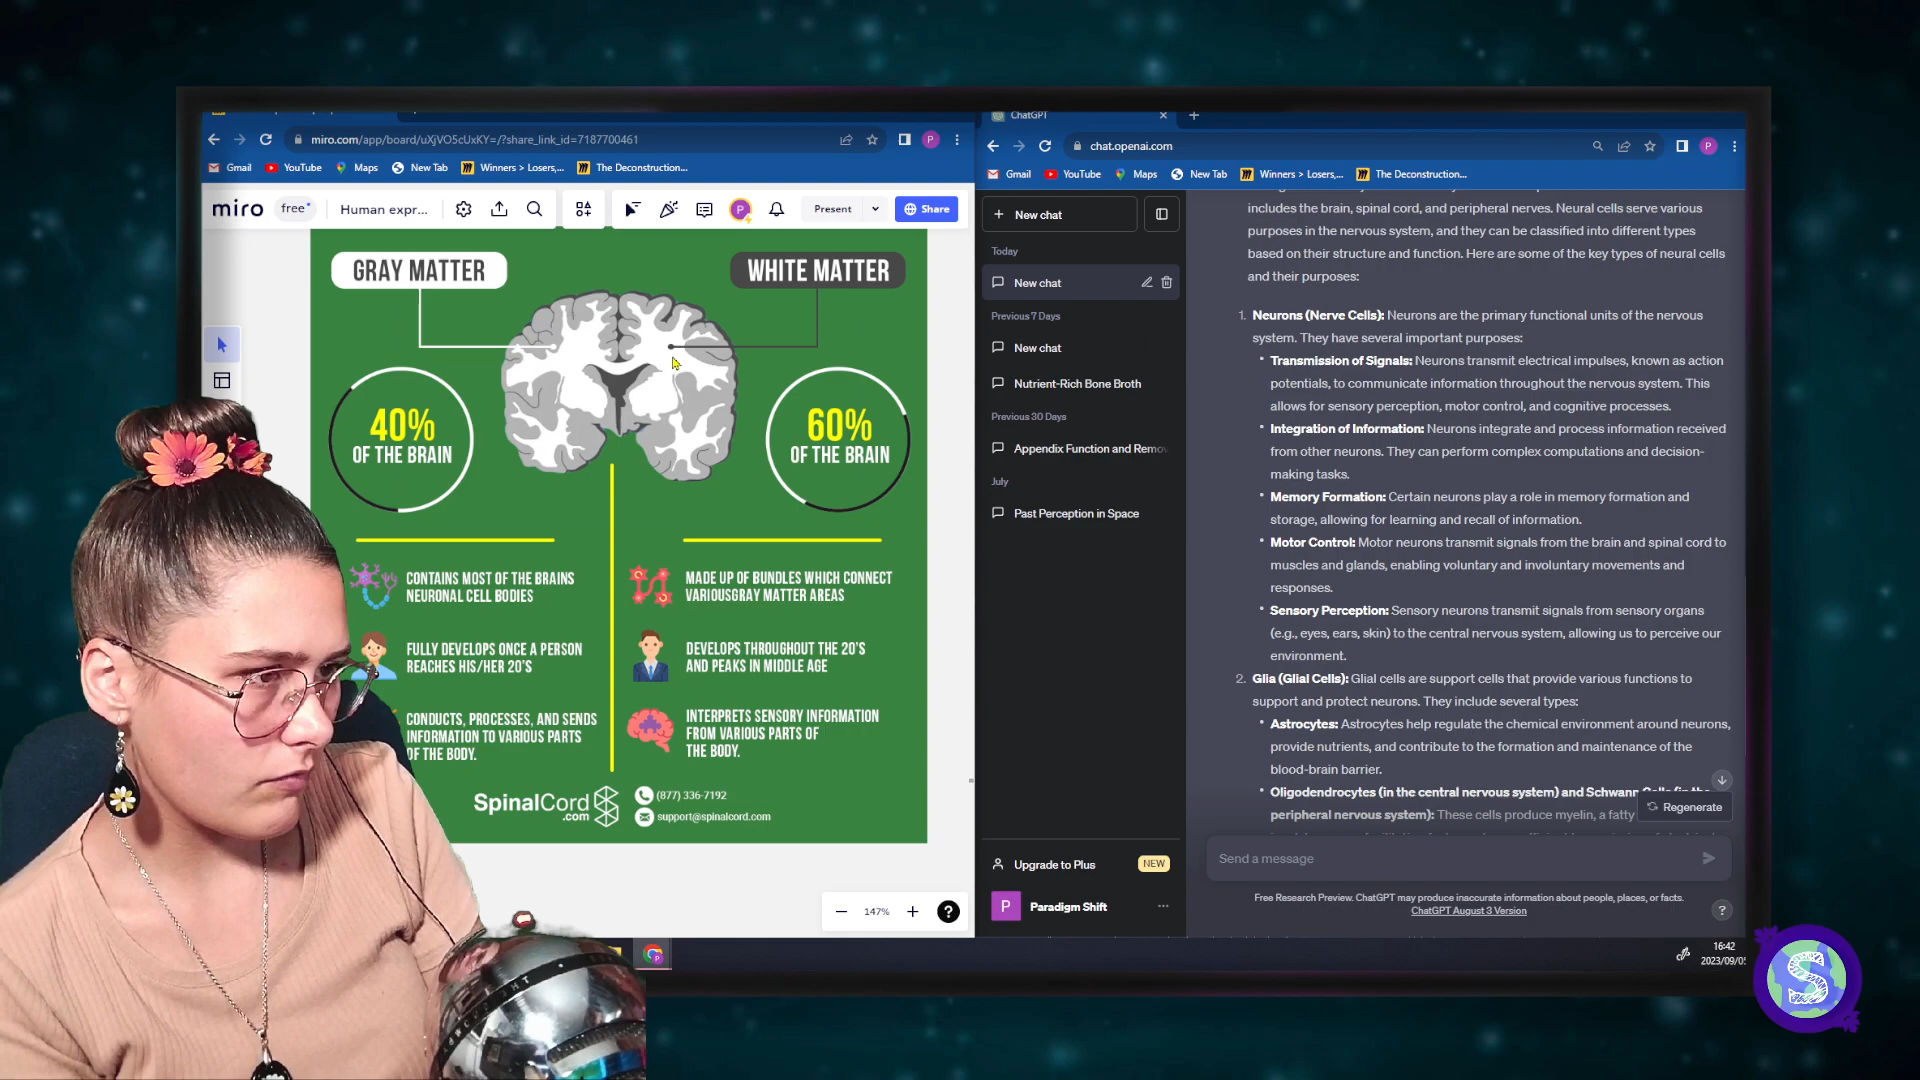 miro.com/app/board/uXjVO5cUxKY=/?share_link_id=7187700461
P
Gmail
YouTube
Maps
New Tab
Winners > Losers,...
The Deconstruction...
miro
free
Human expr...
P
Present
Share
GRAY MATTER
WHITE MATTER
40%
OF THE BRAIN
60%
OF THE BRAIN
CONTAINS MOST OF THE BRAINS
NEURONAL CELL BODIES
FULLY DEVELOPS ONCE A PERSON
REACHES HIS/HER 20'S
CONDUCTS, PROCESSES, AND SENDS
INFORMATION TO VARIOUS PARTS
OF THE BODY.
MADE UP OF BUNDLES WHICH CONNECT
VARIOUSGRAY MATTER AREAS
DEVELOPS THROUGHOUT THE 20'S
AND PEAKS IN MIDDLE AGE
INTERPRETS SENSORY INFORMATION
FROM VARIOUS PARTS OF
THE BODY.
SpinalCord
.com
(877) 336-7192
support@spinalcord.com
147%
?
ChatGPT
chat.openai.com
P
Gmail
YouTube
Maps
New Tab
Winners > Losers,...
The Deconstruction...
New chat
Today
New chat
Previous 7 Days
New chat
Nutrient-Rich Bone Broth
Previous 30 Days
Appendix Function and Remov
July
Past Perception in Space
Upgrade to Plus
NEW
P
Paradigm Shift
includes the brain, spinal cord, and peripheral nerves. Neural cells serve various
purposes in the nervous system, and they can be classified into different types
based on their structure and function. Here are some of the key types of neural cells
and their purposes:
1. Neurons (Nerve Cells): Neurons are the primary functional units of the nervous
system. They have several important purposes:
• Transmission of Signals: Neurons transmit electrical impulses, known as action
potentials, to communicate information throughout the nervous system. This
allows for sensory perception, motor control, and cognitive processes.
• Integration of Information: Neurons integrate and process information received
from other neurons. They can perform complex computations and decision-
making tasks.
• Memory Formation: Certain neurons play a role in memory formation and
storage, allowing for learning and recall of information.
• Motor Control: Motor neurons transmit signals from the brain and spinal cord to
muscles and glands, enabling voluntary and involuntary movements and
responses.
• Sensory Perception: Sensory neurons transmit signals from sensory organs
(e.g., eyes, ears, skin) to the central nervous system, allowing us to perceive our
environment.
2. Glia (Glial Cells): Glial cells are support cells that provide various functions to
support and protect neurons. They include several types:
• Astrocytes: Astrocytes help regulate the chemical environment around neurons,
provide nutrients, and contribute to the formation and maintenance of the
blood-brain barrier.
• Oligodendrocytes (in the central nervous system) and Schwann Cells (in the
peripheral nervous system): These cells produce myelin, a fatty
Regenerate
Send a message
Free Research Preview. ChatGPT may produce inaccurate information about people, places, or facts.
ChatGPT August 3 Version
?
16:42
2023/09/05
S